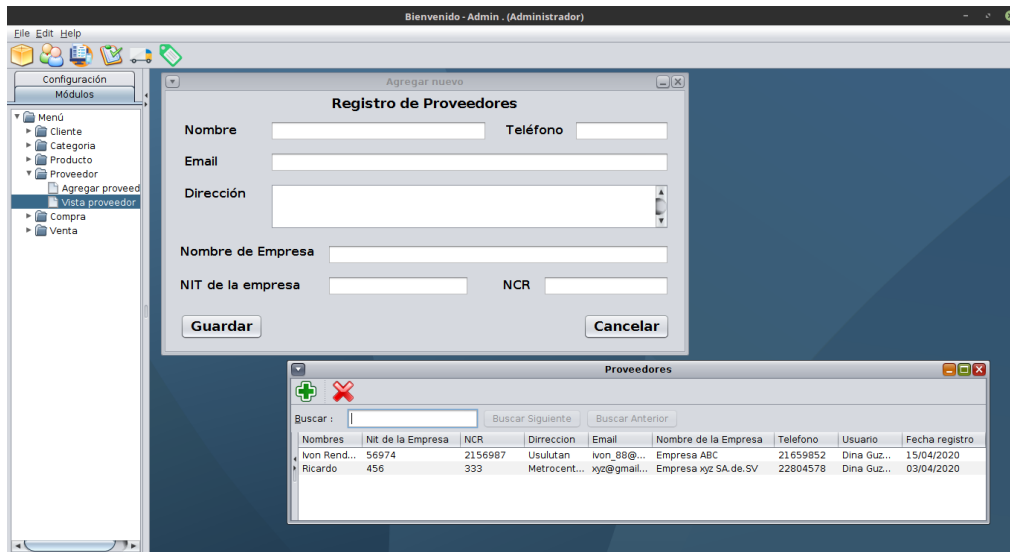 Bienvenido - Admin . (Administrador)
File Edit Help
Configuración
Módulos
Menú
Cliente
Categoria
Producto
Proveedor
Agregar proveed
Vista proveedor
Compra
Venta
Agregar nuevo
Registro de Proveedores
Nombre
Teléfono
Email
Dirección
Nombre de Empresa
NIT de la empresa
NCR
Guardar
Cancelar
Proveedores
Buscar :
Buscar Siguiente
Buscar Anterior
Nombres Nit de la Empresa NCR Dirreccion Email Nombre de la Empresa Telefono Usuario Fecha registro
Ivon Rend... 56974 2156987 Usulutan ivon_88@... Empresa ABC 21659852 Dina Guz... 15/04/2020
Ricardo 456 333 Metrocent... xyz@gmail... Empresa xyz SA.de.SV 22804578 Dina Guz... 03/04/2020